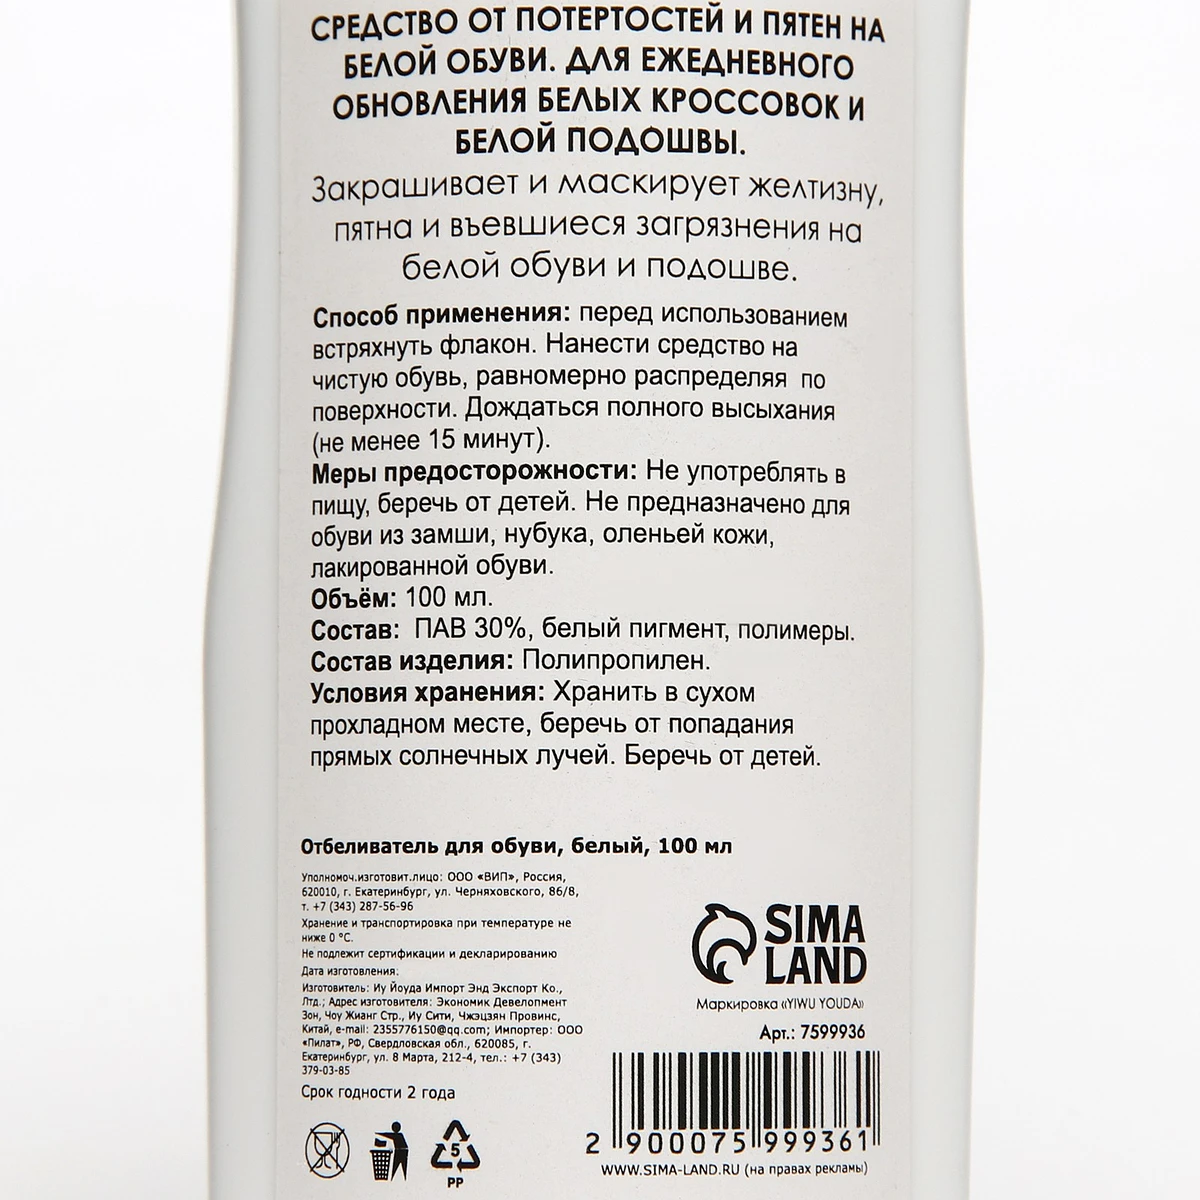 СРЕДСТВО ОТ ПОТЕРТОСТЕЙ И ПЯТЕН НА
БЕЛОЙ ОБУВИ. ДЛЯ ЕЖЕДНЕВНОГО
ОБНОВЛЕНИЯ БЕЛЫХ КРОССОВОК И
БЕЛОЙ ПОДОШВЫ.
Закрашивает и маскирует желтизну,
пятна и въевшиеся загрязнения на
белой обуви и подошве.
Способ применения: перед использованием
встряхнуть флакон. Нанести средство на
чистую обувь, равномерно распределяя по
поверхности. Дождаться полного высыхания
(не менее 15 минут).
Меры предосторожности: Не употреблять в
пищу, беречь от детей. Не предназначено для
обуви из замши, нубука, оленьей кожи,
лакированной обуви.
Объём: 100 мл.
Состав: ПАВ 30%, белый пигмент, полимеры.
Состав изделия: Полипропилен.
Условия хранения: Хранить в сухом
прохладном месте, беречь от попадания
прямых солнечных лучей. Беречь от детей.
Отбеливатель для обуви, белый, 100 мл
Уполномоч.изготовит.лицо: ООО «ВИП», Россия,
620010, г. Екатеринбург, ул. Черняховского, 86/8,
т. +7 (343) 287-56-96
Хранение и транспортировка при температуре не
ниже 0 °С.
Не подлежит сертификации и декларированию
Дата изготовления:
Изготовитель: Иу Йоуда Импорт Энд Экспорт Ко.,
Лтд.; Адрес изготовителя: Экономик Девелопмент
Зон, Чоу Жианг Стр., Иу Сити, Чжэцзян Провинс,
Китай, e-mail: 2355776150@qq.com; Импортер: ООО
«Пилат», РФ, Свердловская обл., 620085, г.
Екатеринбург, ул. 8 Марта, 212-4, тел.: +7 (343)
379-03-85
Срок годности 2 года
5
PP
SIMA
LAND
Маркировка «YIWU YOUDA»
Арт.: 7599936
2 900075 999361
WWW.SIMA-LAND.RU (на правах рекламы)